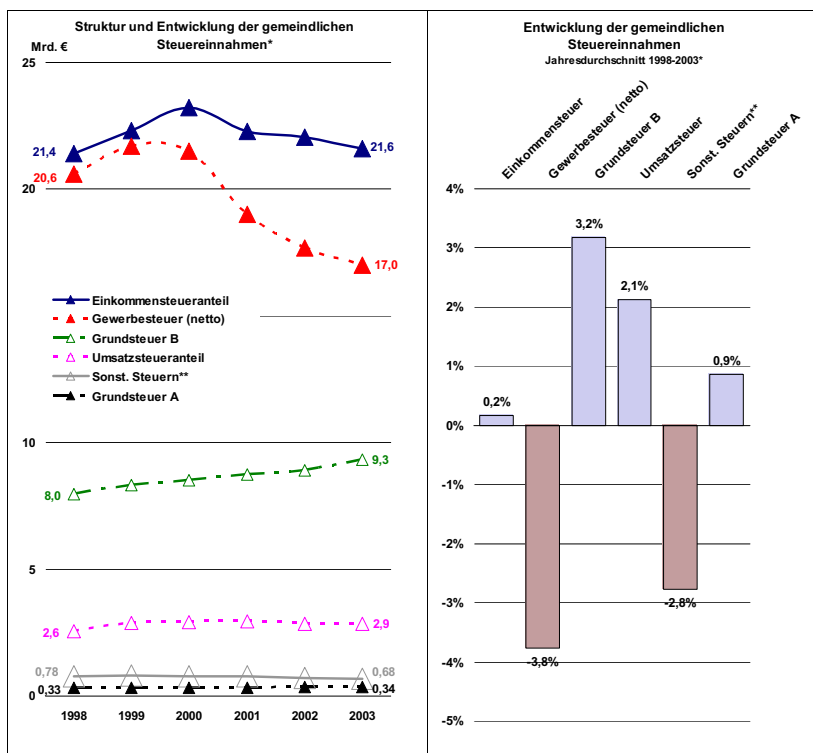 Struktur und Entwicklung der gemeindlichen
Steuereinnahmen*
Mrd. €
25
21,4
21,6
20,6
20
17,0
Einkommensteueranteil
Gewerbesteuer (netto)
Grundsteuer B
Umsatzsteueranteil
Sonst. Steuern**
Grundsteuer A
10
9,3
8,0
5
2,6
2,9
0,78
0,68
0,33
0,34
0
1998 1999 2000 2001 2002 2003
Entwicklung der gemeindlichen
Steuereinnahmen
Jahresdurchschnitt 1998-2003*
Einkommensteuer
Gewerbesteuer (netto)
Grundsteuer B
Umsatzsteuer
Sonst. Steuern**
Grundsteuer A
4%
3%
2%
1%
0%
-1%
-2%
-3%
-4%
-5%
0,2%
-3,8%
3,2%
2,1%
-2,8%
0,9%